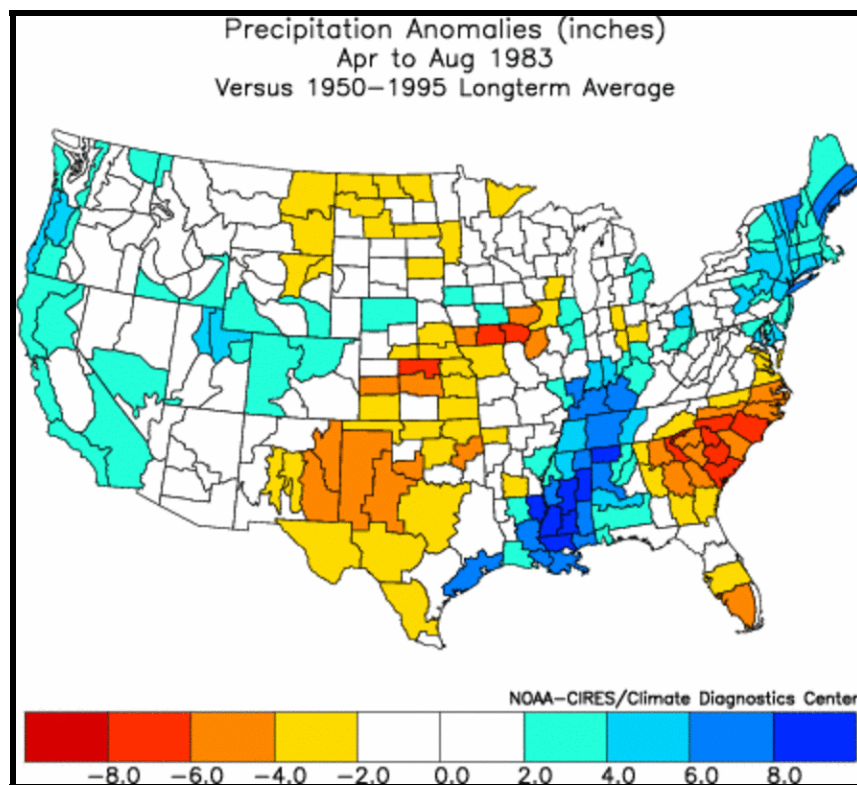 Precipitation Anomalies (inches)
Apr to Aug 1983
Versus 1950-1995 Longterm Average
NOAA-CIRES/Climate Diagnostics Center
-8.0 -6.0 -4.0 -2.0 0.0 2.0 4.0 6.0 8.0